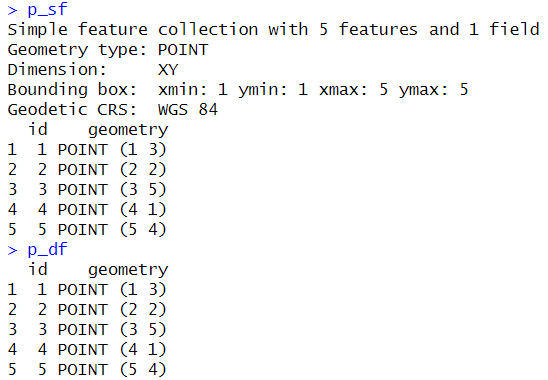 > p_sf
Simple feature collection with 5 features and 1 field
Geometry type: POINT
Dimension:     XY
Bounding box:  xmin: 1 ymin: 1 xmax: 5 ymax: 5
Geodetic CRS:  WGS 84
  id    geometry
1  1 POINT (1 3)
2  2 POINT (2 2)
3  3 POINT (3 5)
4  4 POINT (4 1)
5  5 POINT (5 4)
> p_df
  id    geometry
1  1 POINT (1 3)
2  2 POINT (2 2)
3  3 POINT (3 5)
4  4 POINT (4 1)
5  5 POINT (5 4)